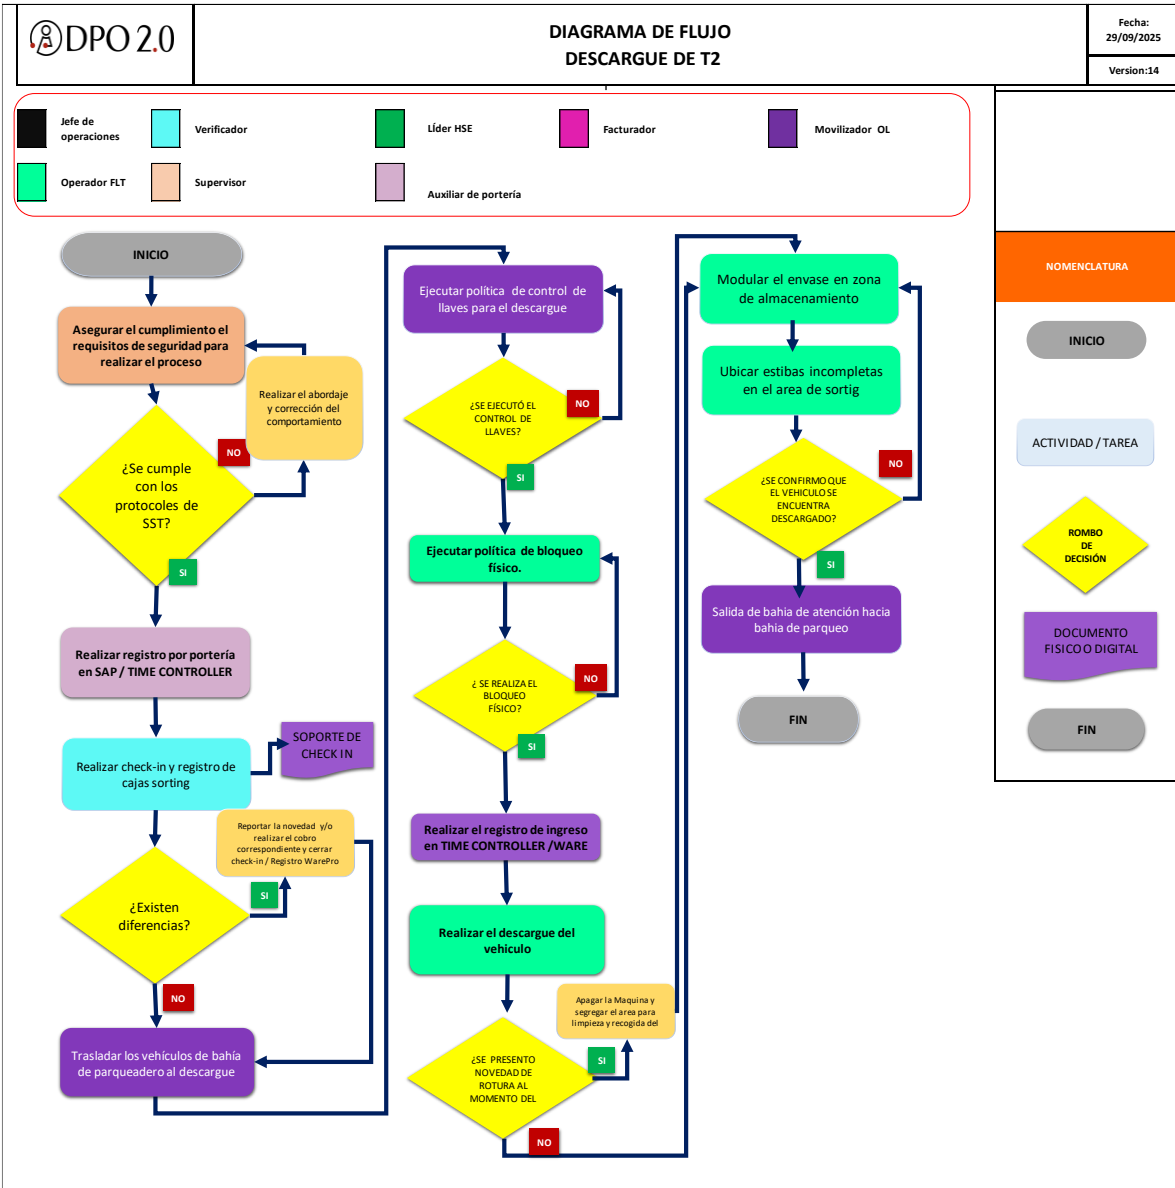 DPO 2.0
DIAGRAMA DE FLUJO
DESCARGUE DE T2
Fecha:
29/09/2025
Version:14
Jefe de
operaciones
Verificador
Líder HSE
Facturador
Movilizador OL
Operador FLT
Supervisor
Auxiliar de portería
INICIO
Asegurar el cumplimiento el
requisitos de seguridad para
realizar el proceso
Realizar el abordaje
y corrección del
comportamiento
NO
¿Se cumple
con los
protocoles de
SST?
SI
Realizar registro por portería
en SAP / TIME CONTROLLER
Realizar check-in y registro de
cajas sorting
SOPORTE DE
CHECK IN
Reportar la novedad y/o
realizar el cobro
correspondiente y cerrar
check-in / Registro WarePro
SI
¿Existen
diferencias?
NO
Trasladar los vehículos de bahía
de parqueadero al descargue
Ejecutar política de control de
llaves para el descargue
¿SE EJECUTÓ EL
CONTROL DE
LLAVES?
NO
SI
Ejecutar política de bloqueo
físico.
¿ SE REALIZA EL
BLOQUEO
FÍSICO?
NO
SI
Realizar el registro de ingreso
en TIME CONTROLLER /WARE
Realizar el descargue del
vehiculo
Apagar la Maquina y
segregar el area para
limpieza y recogida del
SI
¿SE PRESENTO
NOVEDAD DE
ROTURA AL
MOMENTO DEL
NO
Modular el envase en zona
de almacenamiento
Ubicar estibas incompletas
en el area de sortig
NO
¿SE CONFIRMO QUE
EL VEHICULO SE
ENCUENTRA
DESCARGADO?
SI
Salida de bahia de atención hacia
bahia de parqueo
FIN
NOMENCLATURA
INICIO
ACTIVIDAD / TAREA
ROMBO
DE
DECISIÓN
DOCUMENTO
FISICO O DIGITAL
FIN